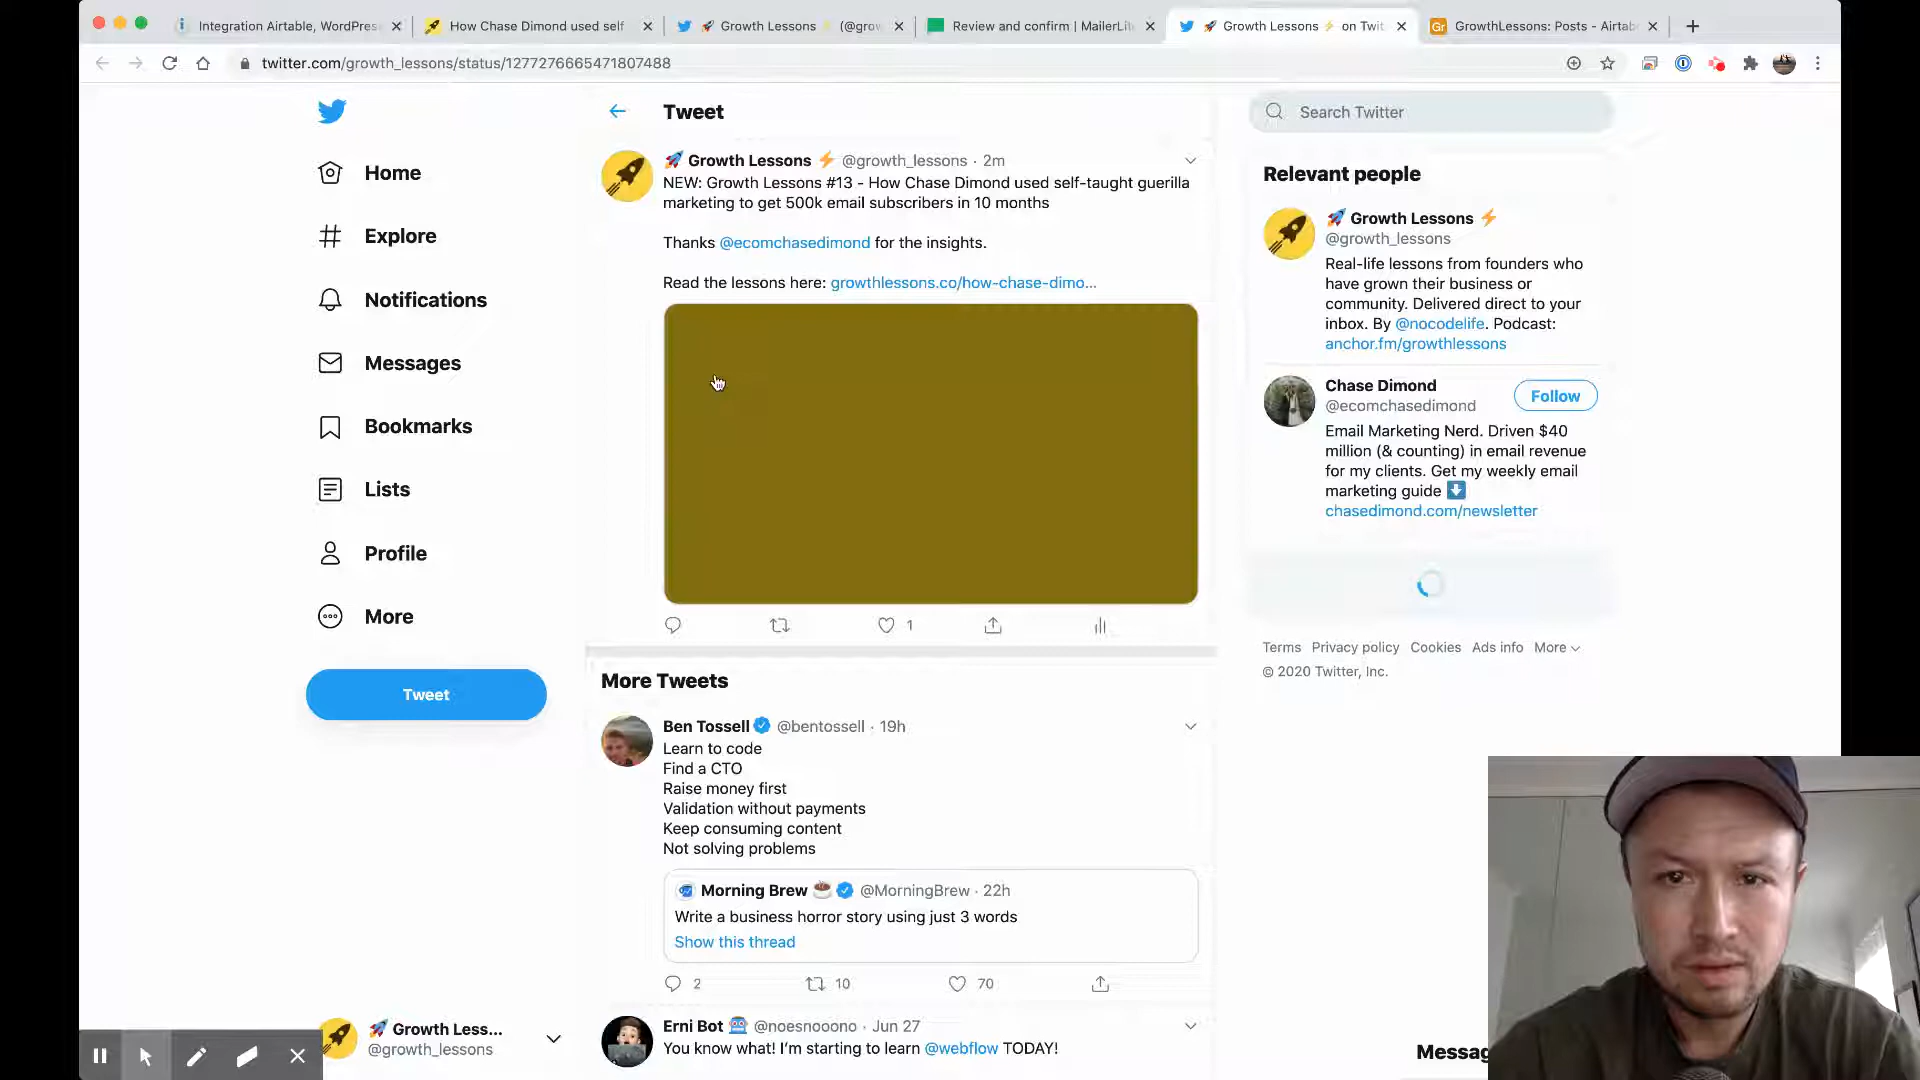 Integration Airtable, WordPres
How Chase Dimond used self
🚀 Growth Lessons ⚡ (@grow
Review and confirm | MailerLit
🚀 Growth Lessons ⚡ on Twit
GrowthLessons: Posts - Airtab
twitter.com/growth_lessons/status/1277276665471807488
Home
Explore
Notifications
Messages
Bookmarks
Lists
Profile
More
Tweet
🚀 Growth Less...
@growth_lessons
Tweet
🚀 Growth Lessons ⚡ @growth_lessons · 2m
NEW: Growth Lessons #13 - How Chase Dimond used self-taught guerilla
marketing to get 500k email subscribers in 10 months
Thanks @ecomchasedimond for the insights.
Read the lessons here: growthlessons.co/how-chase-dimo...
1
More Tweets
Ben Tossell @bentossell · 19h
Learn to code
Find a CTO
Raise money first
Validation without payments
Keep consuming content
Not solving problems
Morning Brew ☕ @MorningBrew · 22h
Write a business horror story using just 3 words
Show this thread
2 10 70
Erni Bot 🤖 @noesnooono · Jun 27
You know what! I'm starting to learn @webflow TODAY!
Search Twitter
Relevant people
🚀 Growth Lessons ⚡
@growth_lessons
Real-life lessons from founders who
have grown their business or
community. Delivered direct to your
inbox. By @nocodelife. Podcast:
anchor.fm/growthlessons
Chase Dimond
@ecomchasedimond
Follow
Email Marketing Nerd. Driven $40
million (& counting) in email revenue
for my clients. Get my weekly email
marketing guide ⬇️
chasedimond.com/newsletter
Terms Privacy policy Cookies Ads info More
© 2020 Twitter, Inc.
Messag